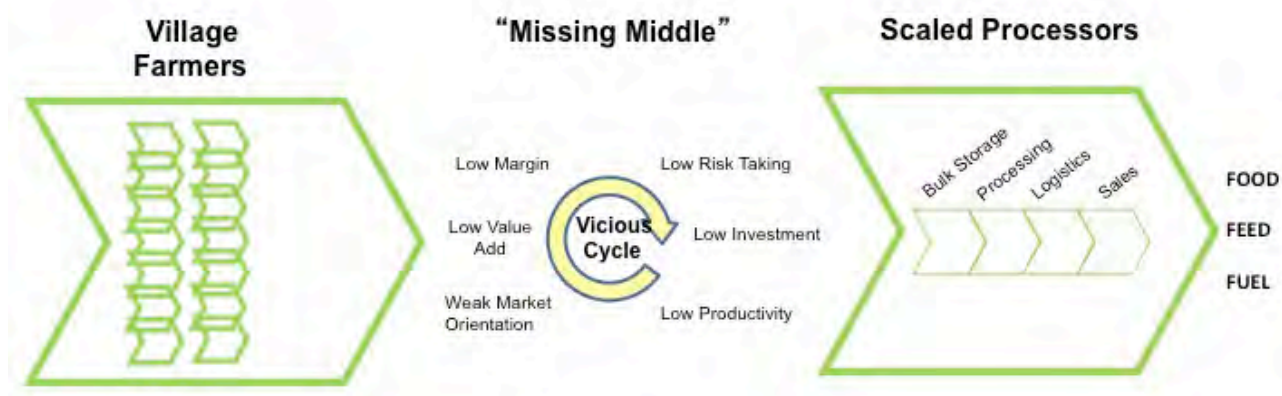 Village
Farmers
“Missing Middle”
Scaled Processors
Low Margin
Low Risk Taking
Low Value
Add
Vicious
Cycle
Low Investment
Weak Market
Orientation
Low Productivity
Bulk Storage
Processing
Logistics
Sales
FOOD
FEED
FUEL